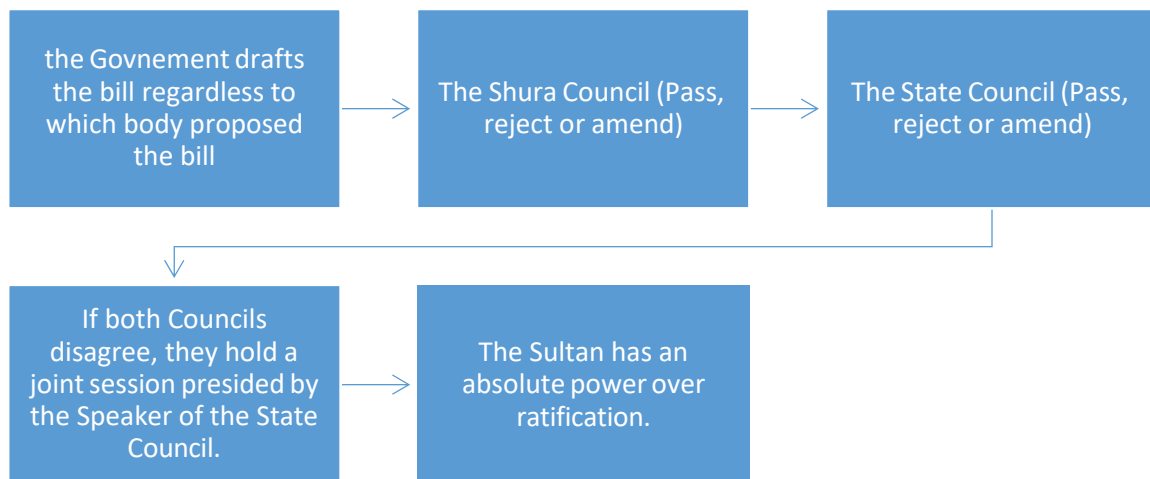 the Govnement drafts
the bill regardless to
which body proposed
the bill
The Shura Council (Pass,
reject or amend)
The State Council (Pass,
reject or amend)
If both Councils
disagree, they hold a
joint session presided by
the Speaker of the State
Council.
The Sultan has an
absolute power over
ratification.